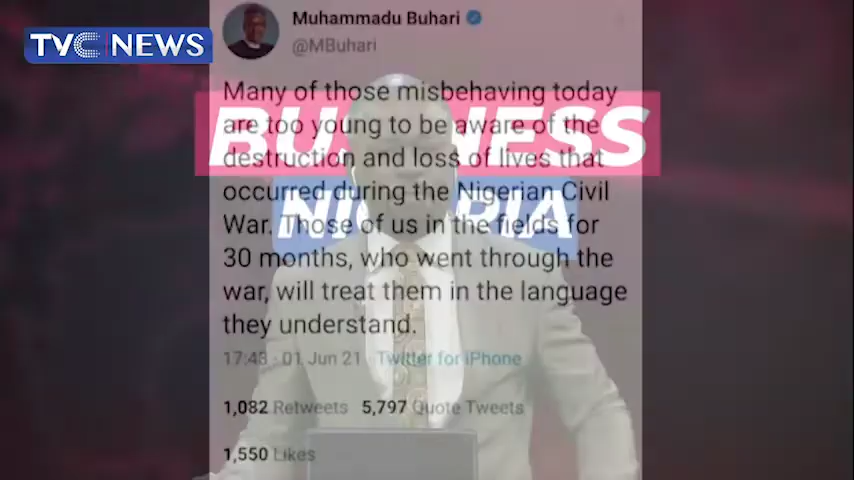 TVC NEWS
Muhammadu Buhari
@MBuhari
Many of those misbehaving today
are too young to be aware of the
destruction and loss of lives that
occurred during the Nigerian Civil
War. Those of us in the fields for
30 months, who went through the
war, will treat them in the language
they understand.
17:43 · 01 Jun 21 · Twitter for iPhone
1,082 Retweets 5,797 Quote Tweets
1,550 Likes
BUSINESS
NIGERIA